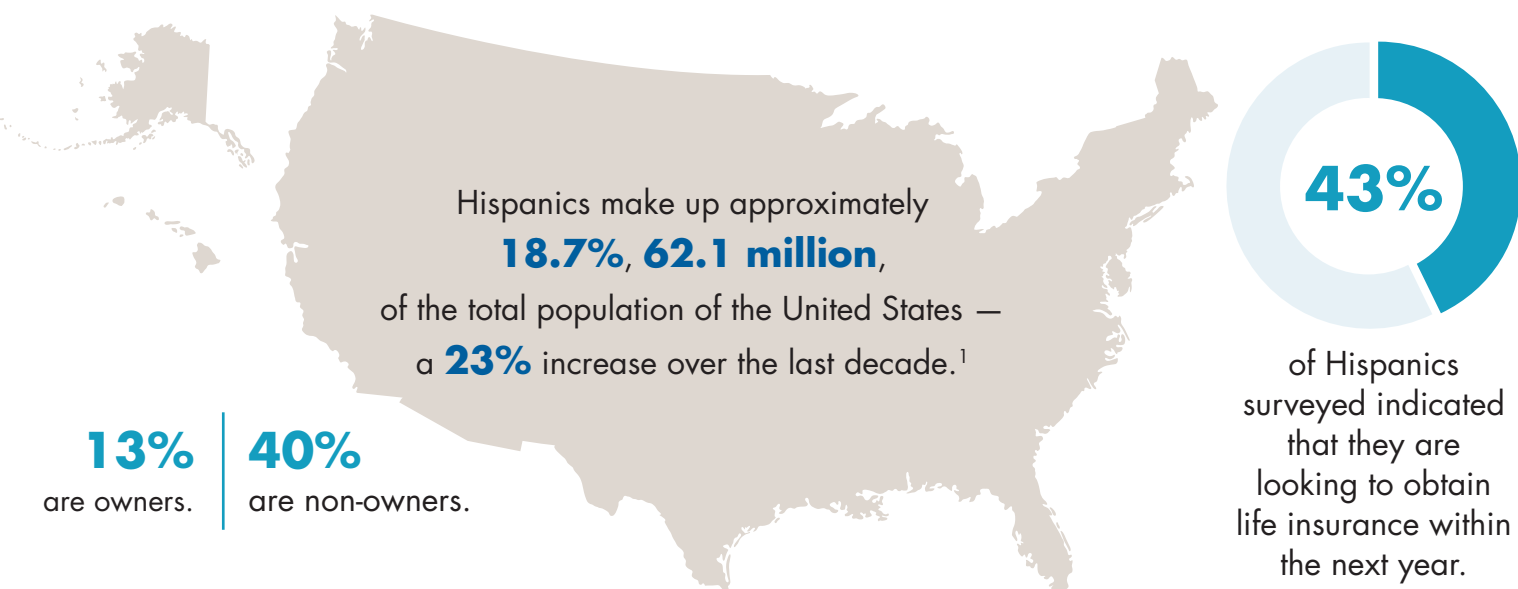 Hispanics make up approximately
18.7%, 62.1 million,
of the total population of the United States —
a 23% increase over the last decade.¹
13%
are owners.
40%
are non-owners.
43%
of Hispanics
surveyed indicated
that they are
looking to obtain
life insurance within
the next year.